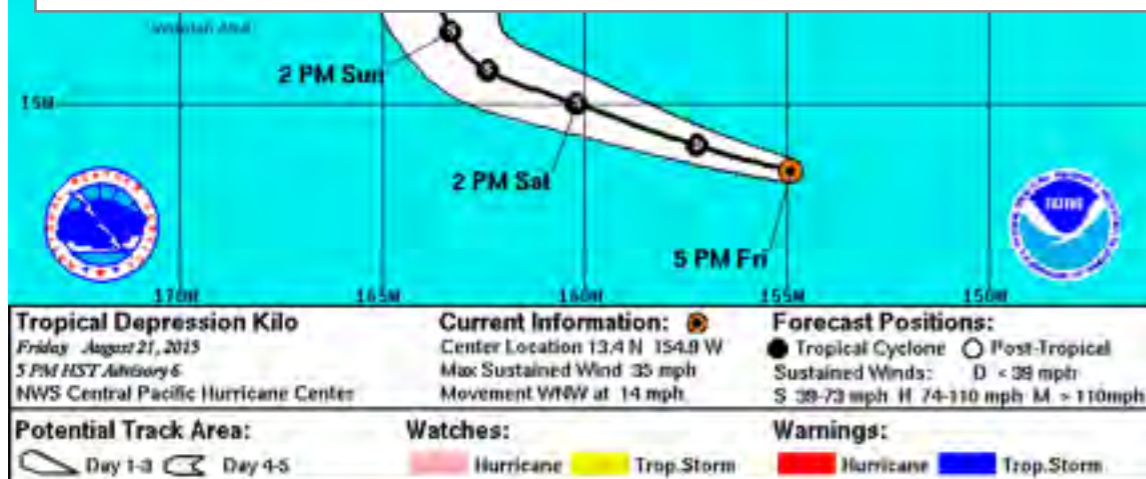 2 PM Sun
15N
2 PM Sat
5 PM Fri
NOAA
170W 165W 160W 155W 150W
Tropical Depression Kilo
Friday August 21, 2015
5 PM HST Advisory 6
NWS Central Pacific Hurricane Center
Current Information:
Center Location 13.4 N 154.8 W
Max Sustained Wind 35 mph
Movement WNW at 14 mph
Forecast Positions:
Tropical Cyclone Post-Tropical
Sustained Winds: D < 39 mph
S 39-73 mph H 74-110 mph M > 110mph
Potential Track Area:
Day 1-3 Day 4-5
Watches:
Hurricane Trop.Storm
Warnings:
Hurricane Trop.Storm